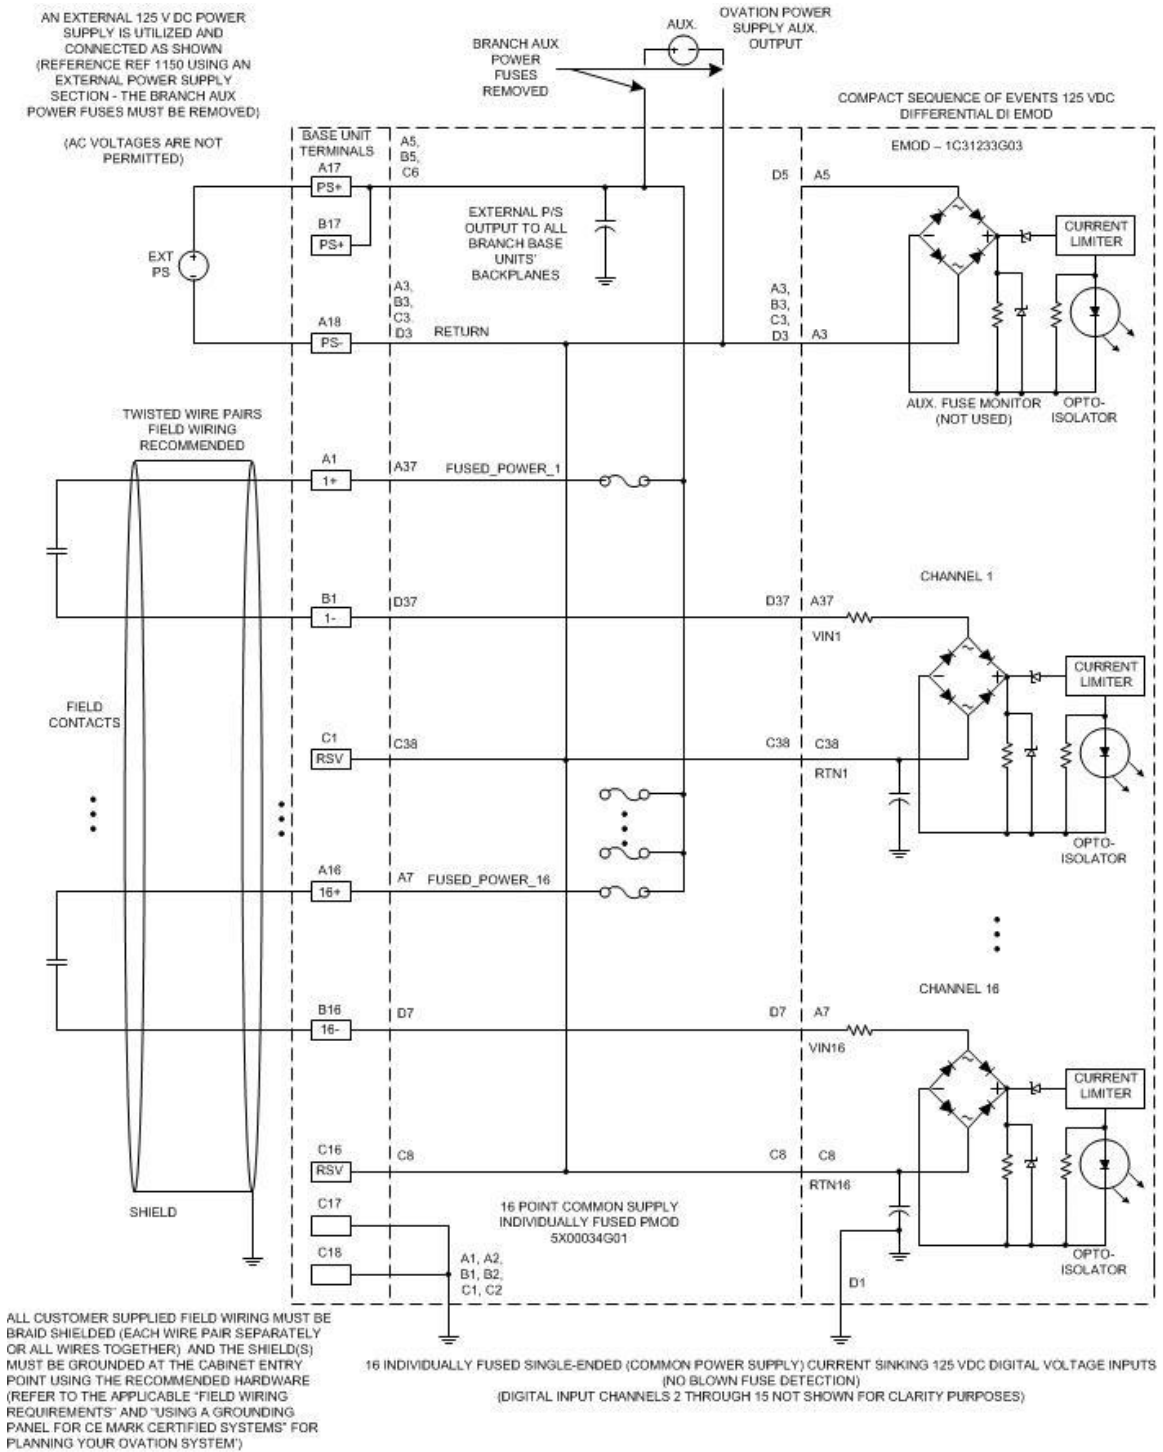 AN EXTERNAL 125 V DC POWER
SUPPLY IS UTILIZED AND
CONNECTED AS SHOWN
(REFERENCE REF 1150 USING AN
EXTERNAL POWER SUPPLY
SECTION - THE BRANCH AUX
POWER FUSES MUST BE REMOVED)
(AC VOLTAGES ARE NOT
PERMITTED)
BRANCH AUX
POWER
FUSES
REMOVED
AUX.
+
-
OVATION POWER
SUPPLY AUX.
OUTPUT
COMPACT SEQUENCE OF EVENTS 125 VDC
DIFFERENTIAL DI EMOD
EMOD – 1C31233G03
BASE UNIT
TERMINALS
A17
PS+
B17
PS+
A5,
B5,
C6
EXTERNAL P/S
OUTPUT TO ALL
BRANCH BASE
UNITS'
BACKPLANES
D5
A5
~
–
+
~
CURRENT
LIMITER
EXT
PS
+
-
A3,
B3,
C3.
D3
RETURN
A18
PS-
A3,
B3,
C3,
D3
A3
AUX. FUSE MONITOR
(NOT USED)
OPTO-
ISOLATOR
TWISTED WIRE PAIRS
FIELD WIRING
RECOMMENDED
A1
1+
A37
FUSED_POWER_1
CHANNEL 1
B1
1-
D37
D37
A37
VIN1
~
–
+
~
CURRENT
LIMITER
FIELD
CONTACTS
C1
RSV
C38
C38
C38
RTN1
OPTO-
ISOLATOR
A16
16+
A7
FUSED_POWER_16
CHANNEL 16
B16
16-
D7
D7
A7
VIN16
~
–
+
~
CURRENT
LIMITER
C16
RSV
C8
C8
C8
RTN16
SHIELD
C17
C18
16 POINT COMMON SUPPLY
INDIVIDUALLY FUSED PMOD
5X00034G01
A1, A2,
B1, B2,
C1, C2
D1
OPTO-
ISOLATOR
ALL CUSTOMER SUPPLIED FIELD WIRING MUST BE
BRAID SHIELDED (EACH WIRE PAIR SEPARATELY
OR ALL WIRES TOGETHER) AND THE SHIELD(S)
MUST BE GROUNDED AT THE CABINET ENTRY
POINT USING THE RECOMMENDED HARDWARE
(REFER TO THE APPLICABLE "FIELD WIRING
REQUIREMENTS" AND "USING A GROUNDING
PANEL FOR CE MARK CERTIFIED SYSTEMS" FOR
PLANNING YOUR OVATION SYSTEM')
16 INDIVIDUALLY FUSED SINGLE-ENDED (COMMON POWER SUPPLY) CURRENT SINKING 125 VDC DIGITAL VOLTAGE INPUTS
(NO BLOWN FUSE DETECTION)
(DIGITAL INPUT CHANNELS 2 THROUGH 15 NOT SHOWN FOR CLARITY PURPOSES)